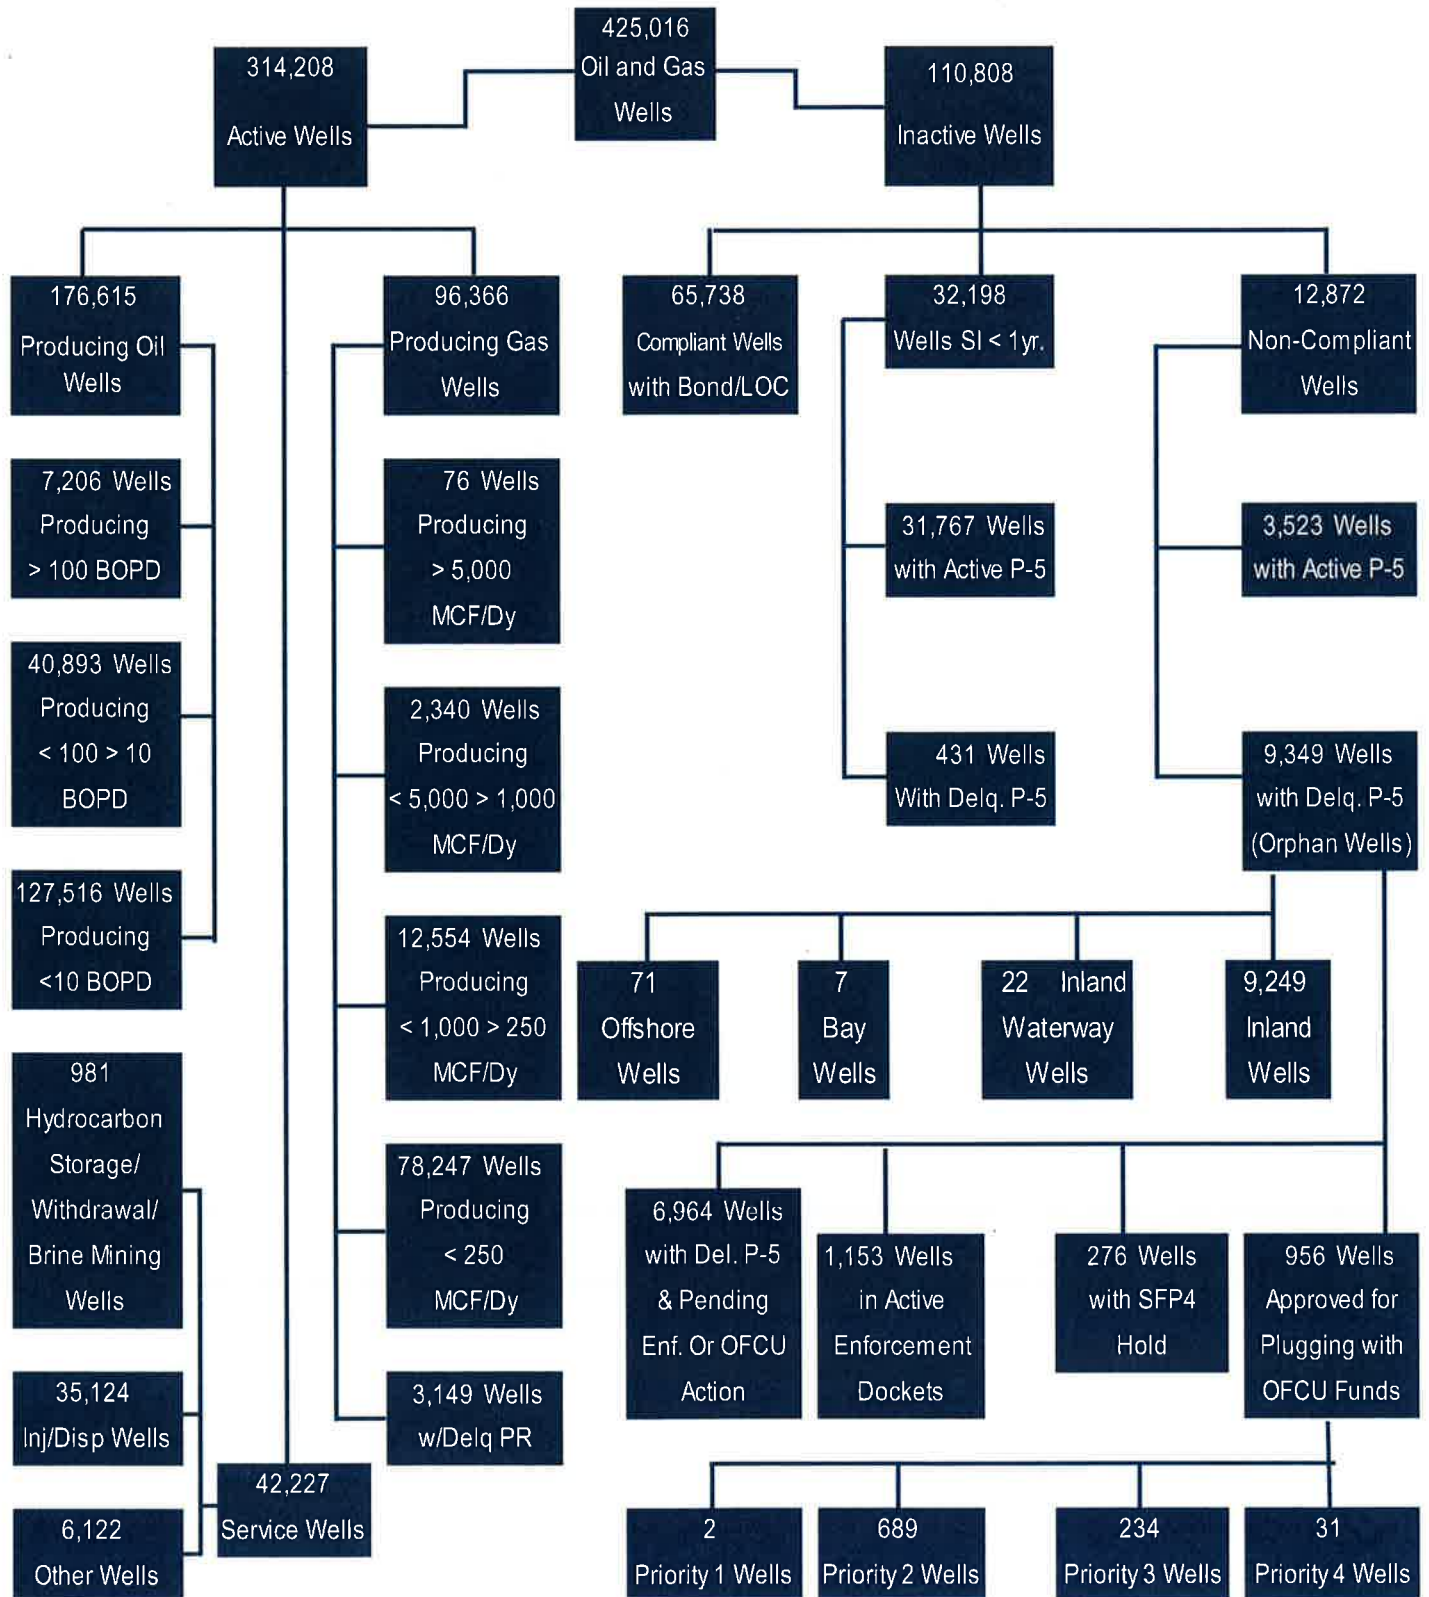 425,016
Oil and Gas
Wells
314,208
Active Wells
110,808
Inactive Wells
176,615
Producing Oil
Wells
96,366
Producing Gas
Wells
65,738
Compliant Wells
with Bond/LOC
32,198
Wells SI < 1yr.
12,872
Non-Compliant
Wells
7,206 Wells
Producing
> 100 BOPD
76 Wells
Producing
> 5,000
MCF/Dy
31,767 Wells
with Active P-5
3,523 Wells
with Active P-5
40,893 Wells
Producing
< 100 > 10
BOPD
2,340 Wells
Producing
< 5,000 > 1,000
MCF/Dy
431 Wells
With Delq. P-5
9,349 Wells
with Delq. P-5
(Orphan Wells)
127,516 Wells
Producing
<10 BOPD
12,554 Wells
Producing
< 1,000 > 250
MCF/Dy
71
Offshore
Wells
7
Bay
Wells
22 Inland
Waterway
Wells
9,249
Inland
Wells
981
Hydrocarbon
Storage/
Withdrawal/
Brine Mining
Wells
78,247 Wells
Producing
< 250
MCF/Dy
6,964 Wells
with Del. P-5
& Pending
Enf. Or OFCU
Action
1,153 Wells
in Active
Enforcement
Dockets
276 Wells
with SFP4
Hold
956 Wells
Approved for
Plugging with
OFCU Funds
35,124
Inj/Disp Wells
3,149 Wells
w/Delq PR
42,227
Service Wells
6,122
Other Wells
2
Priority 1 Wells
689
Priority 2 Wells
234
Priority 3 Wells
31
Priority 4 Wells